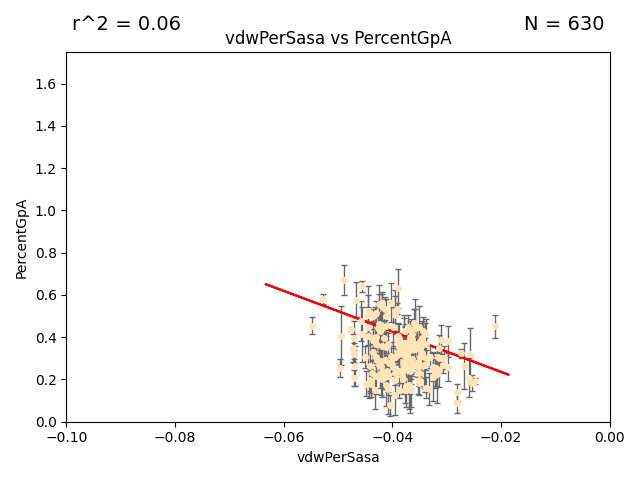 r^2 = 0.06
N = 630
vdwPerSasa vs PercentGpA
PercentGpA
1.6
1.4
1.2
1.0
0.8
0.6
0.4
0.2
0.0
−0.10 −0.08 −0.06 −0.04 −0.02 0.00
vdwPerSasa